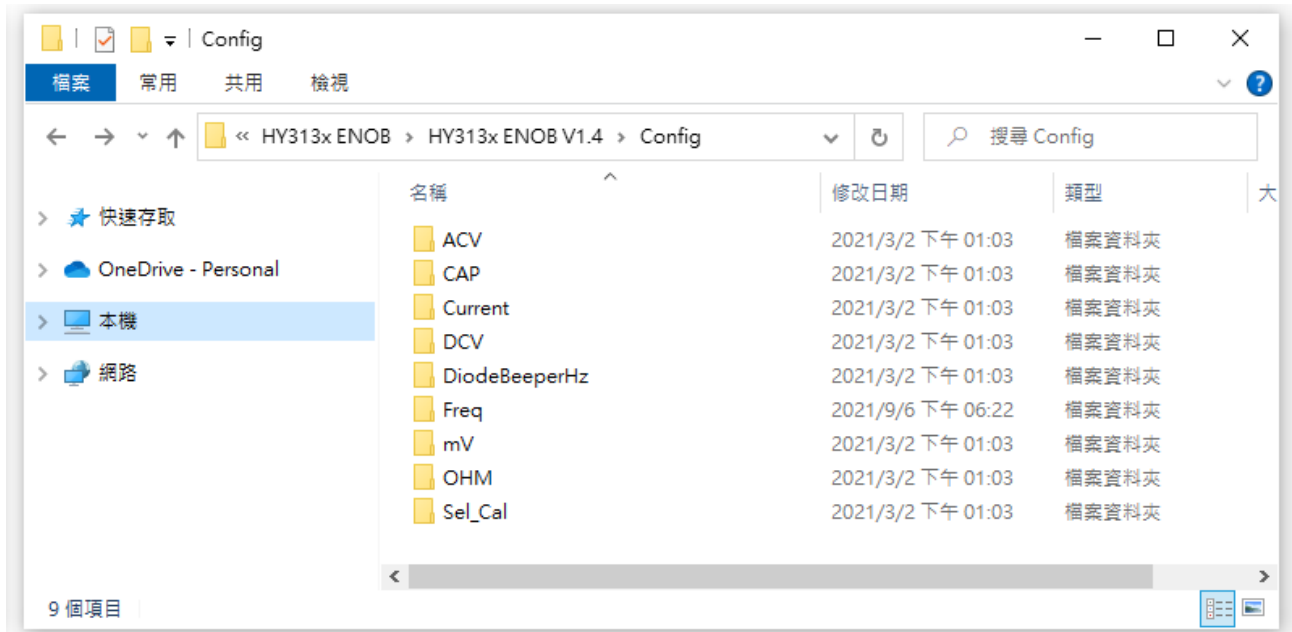 Config
檔案 常用 共用 檢視
« HY313x ENOB > HY313x ENOB V1.4 > Config 搜尋 Config
快速存取
OneDrive - Personal
本機
網路
名稱 修改日期 類型 大
ACV 2021/3/2 下午 01:03 檔案資料夾
CAP 2021/3/2 下午 01:03 檔案資料夾
Current 2021/3/2 下午 01:03 檔案資料夾
DCV 2021/3/2 下午 01:03 檔案資料夾
DiodeBeeperHz 2021/3/2 下午 01:03 檔案資料夾
Freq 2021/9/6 下午 06:22 檔案資料夾
mV 2021/3/2 下午 01:03 檔案資料夾
OHM 2021/3/2 下午 01:03 檔案資料夾
Sel_Cal 2021/3/2 下午 01:03 檔案資料夾
9 個項目